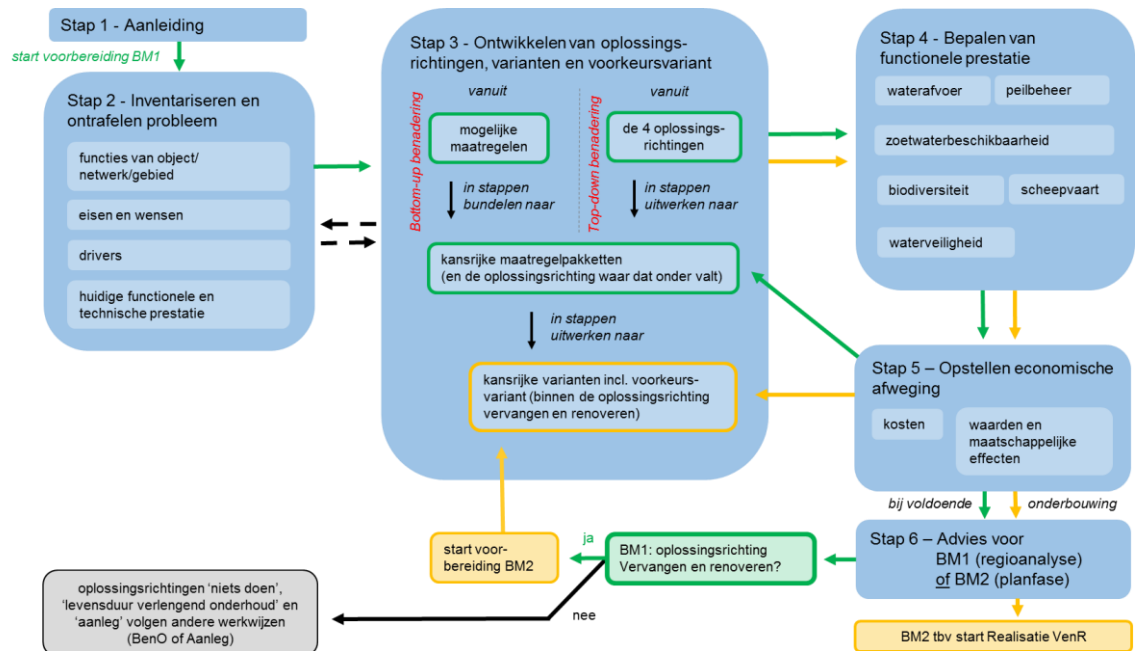 Stap 1 - Aanleiding
start voorbereiding BM1
Stap 2 - Inventariseren en
ontrafelen probleem
functies van object/
netwerk/gebied
eisen en wensen
drivers
huidige functionele en
technische prestatie
Stap 3 - Ontwikkelen van oplossings-
richtingen, varianten en voorkeursvariant
Bottom-up benadering
vanuit
mogelijke
maatregelen
in stappen
bundelen naar
Top-down benadering
vanuit
de 4 oplossings-
richtingen
in stappen
uitwerken naar
kansrijke maatregelpakketten
(en de oplossingsrichting waar dat onder valt)
in stappen
uitwerken naar
kansrijke varianten incl. voorkeurs-
variant (binnen de oplossingsrichting
vervangen en renoveren)
Stap 4 - Bepalen van
functionele prestatie
waterafvoer
peilbeheer
zoetwaterbeschikbaarheid
biodiversiteit
scheepvaart
waterveiligheid
Stap 5 – Opstellen economische
afweging
kosten
waarden en
maatschappelijke
effecten
bij voldoende
onderbouwing
Stap 6 – Advies voor
BM1 (regioanalyse)
of BM2 (planfase)
BM2 tbv start Realisatie VenR
BM1: oplossingsrichting
Vervangen en renoveren?
ja
start voor-
bereiding BM2
nee
oplossingsrichtingen ‘niets doen’,
‘levensduur verlengend onderhoud’ en
‘aanleg’ volgen andere werkwijzen
(BenO of Aanleg)